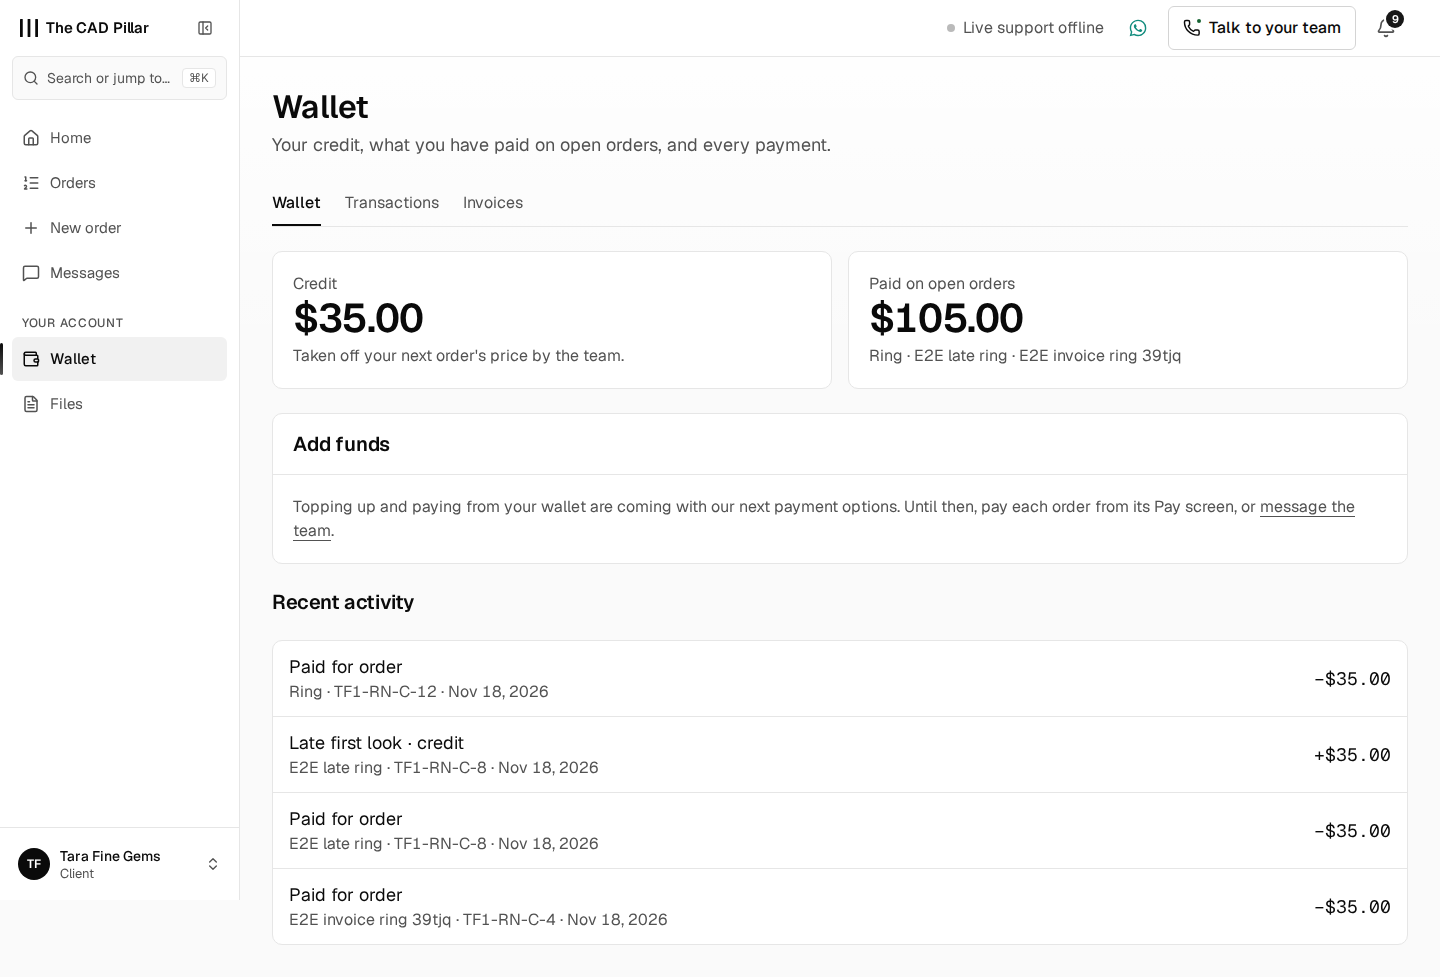 The CAD Pillar
Search or jump to... ⌘K
Home
Orders
New order
Messages
YOUR ACCOUNT
Wallet
Files
TF
Tara Fine Gems
Client
Live support offline
Talk to your team
9
Wallet
Your credit, what you have paid on open orders, and every payment.
Wallet Transactions Invoices
Credit
$35.00
Taken off your next order's price by the team.
Paid on open orders
$105.00
Ring · E2E late ring · E2E invoice ring 39tjq
Add funds
Topping up and paying from your wallet are coming with our next payment options. Until then, pay each order from its Pay screen, or message the
team.
Recent activity
Paid for order
Ring · TF1-RN-C-12 · Nov 18, 2026
−$35.00
Late first look · credit
E2E late ring · TF1-RN-C-8 · Nov 18, 2026
+$35.00
Paid for order
E2E late ring · TF1-RN-C-8 · Nov 18, 2026
−$35.00
Paid for order
E2E invoice ring 39tjq · TF1-RN-C-4 · Nov 18, 2026
−$35.00